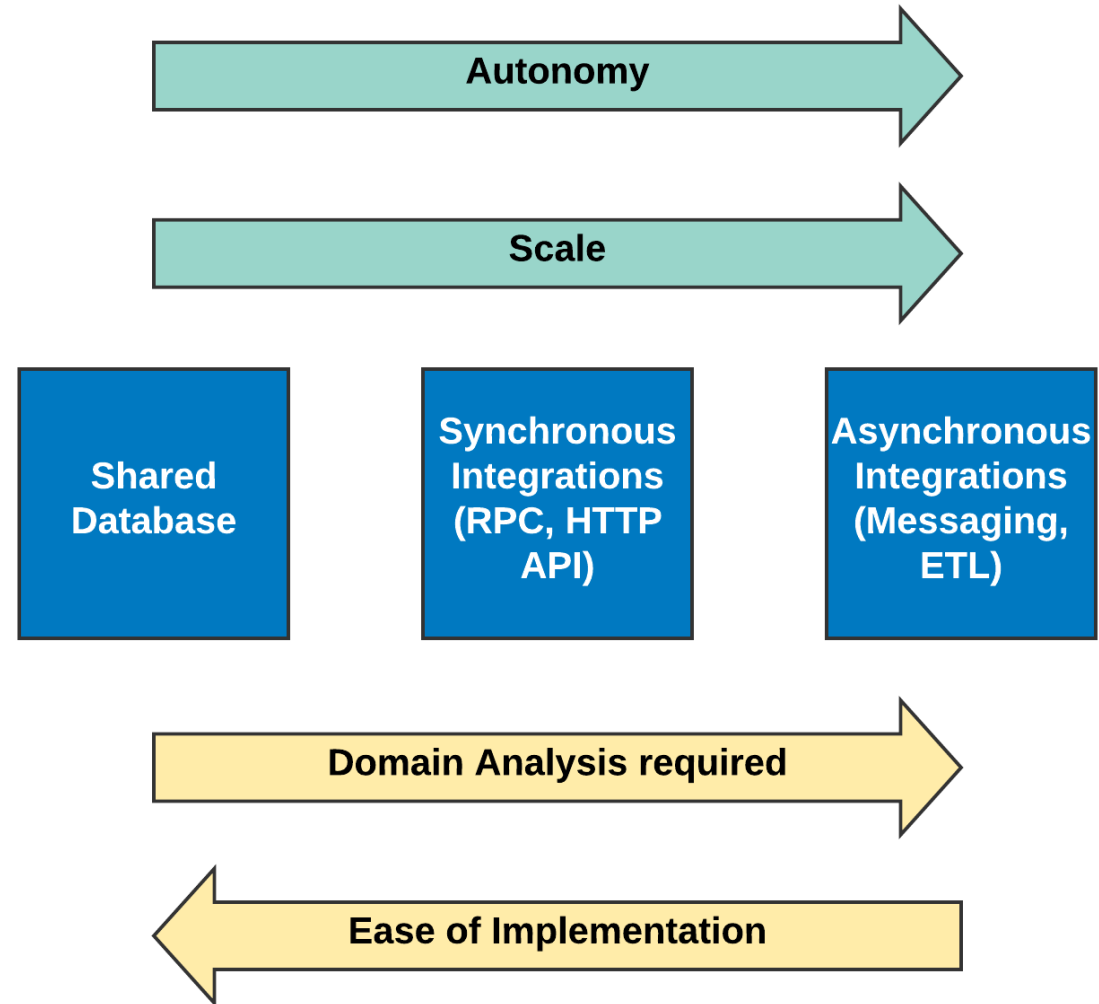 Autonomy
Scale
Shared
Database
Synchronous
Integrations
(RPC, HTTP
API)
Asynchronous
Integrations
(Messaging,
ETL)
Domain Analysis required
Ease of Implementation